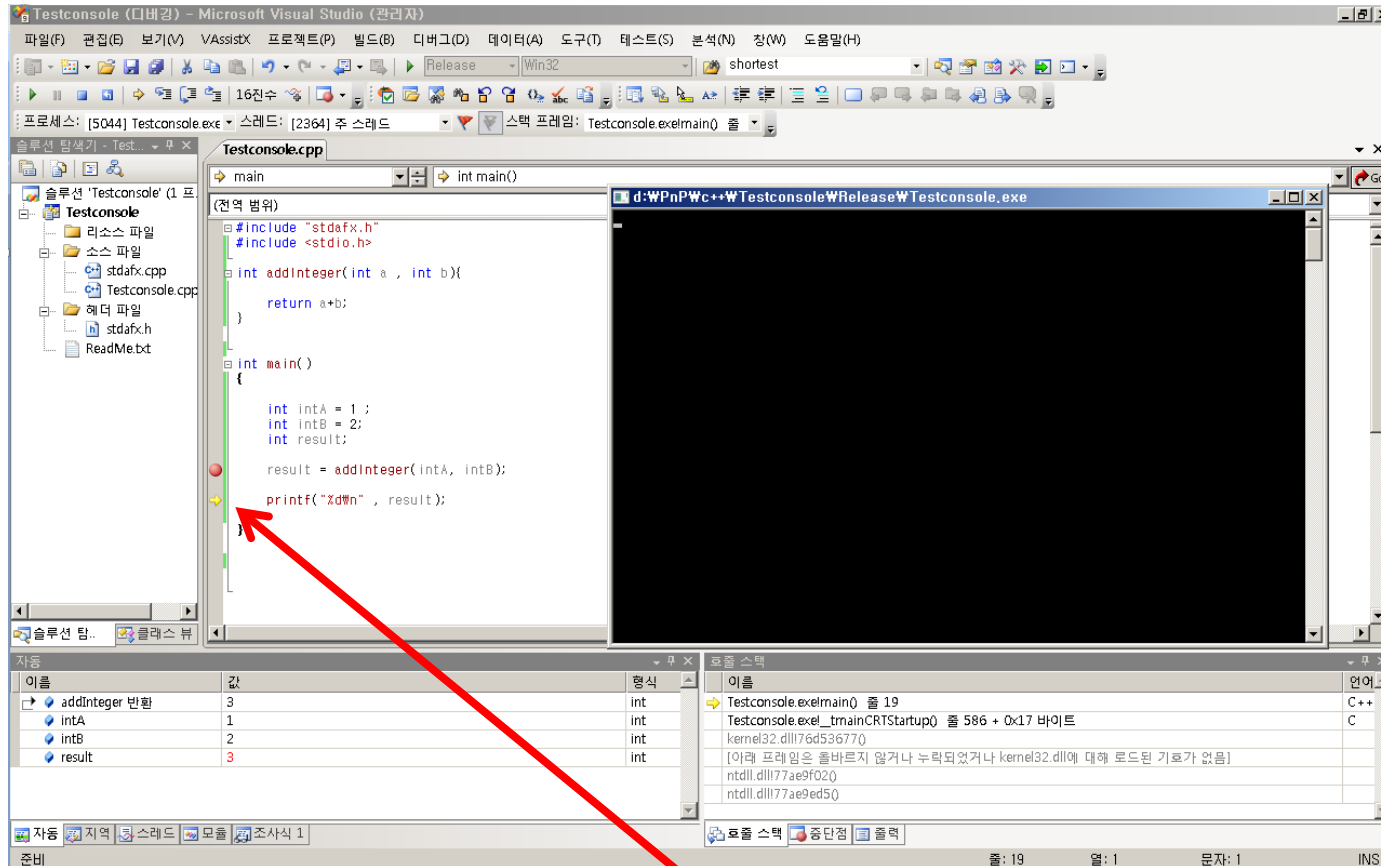 Testconsole (디버깅) - Microsoft Visual Studio (관리자)
파일(F) 편집(E) 보기(V) VAssistX 프로젝트(P) 빌드(B) 디버그(D) 데이터(A) 도구(T) 테스트(S) 분석(N) 창(W) 도움말(H)
Release Win32 shortest
16진수
프로세스: [5044] Testconsole.exe 스레드: [2364] 주 스레드 스택 프레임: Testconsole.exe!main() 줄
슬루션 탐색기 - Test...
Testconsole.cpp
main int main() Go
(전역 범위)
솔루션 'Testconsole' (1 프
Testconsole
리소스 파일
소스 파일
stdafx.cpp
Testconsole.cpp
헤더 파일
stdafx.h
ReadMe.txt
#include "stdafx.h"
#include <stdio.h>
int addInteger(int a , int b){
return a+b;
}
int main()
{
int intA = 1 ;
int intB = 2;
int result;
result = addInteger(intA, intB);
printf("%d₩n" , result);
}
d:₩PnP₩c++₩Testconsole₩Release₩Testconsole.exe
슬루션 탐.. 클래스 뷰
자동
이름 값 형식
addInteger 반환 3 int
intA 1 int
intB 2 int
result 3 int
자동 지역 스레드 모듈 조사식 1
호출 스택
이름 언어
Testconsole.exe!main() 줄 19 C++
Testconsole.exe!__tmainCRTStartup() 줄 586 + 0x17 바이트 C
kernel32.dll!76d53677()
[아래 프레임은 올바르지 않거나 누락되었거나 kernel32.dll에 대해 로드된 기호가 없음]
ntdll.dll!77ae9f02()
ntdll.dll!77ae9ed5()
호출 스택 중단점 출력
준비 줄: 19 열: 1 문자: 1 INS